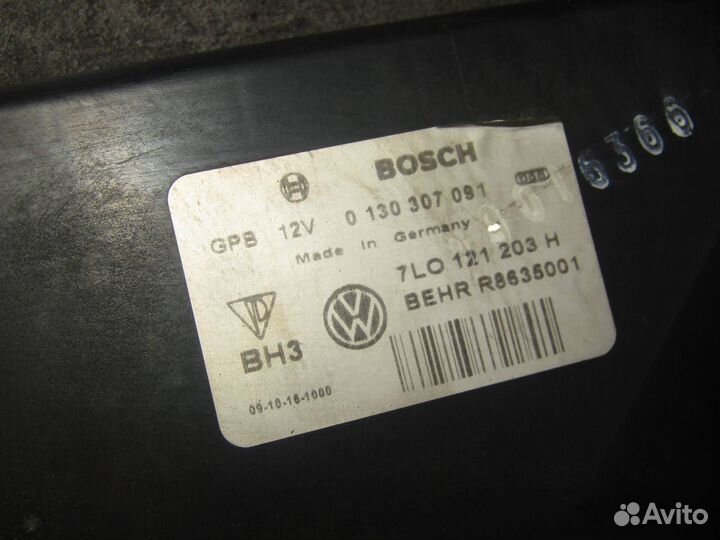 BOSCH
GPB 12V 0 130 307 091
Made in Germany
7L0 121 203 H
BEHR R8635001
BH3
09-10-16-1000
6366
Avito